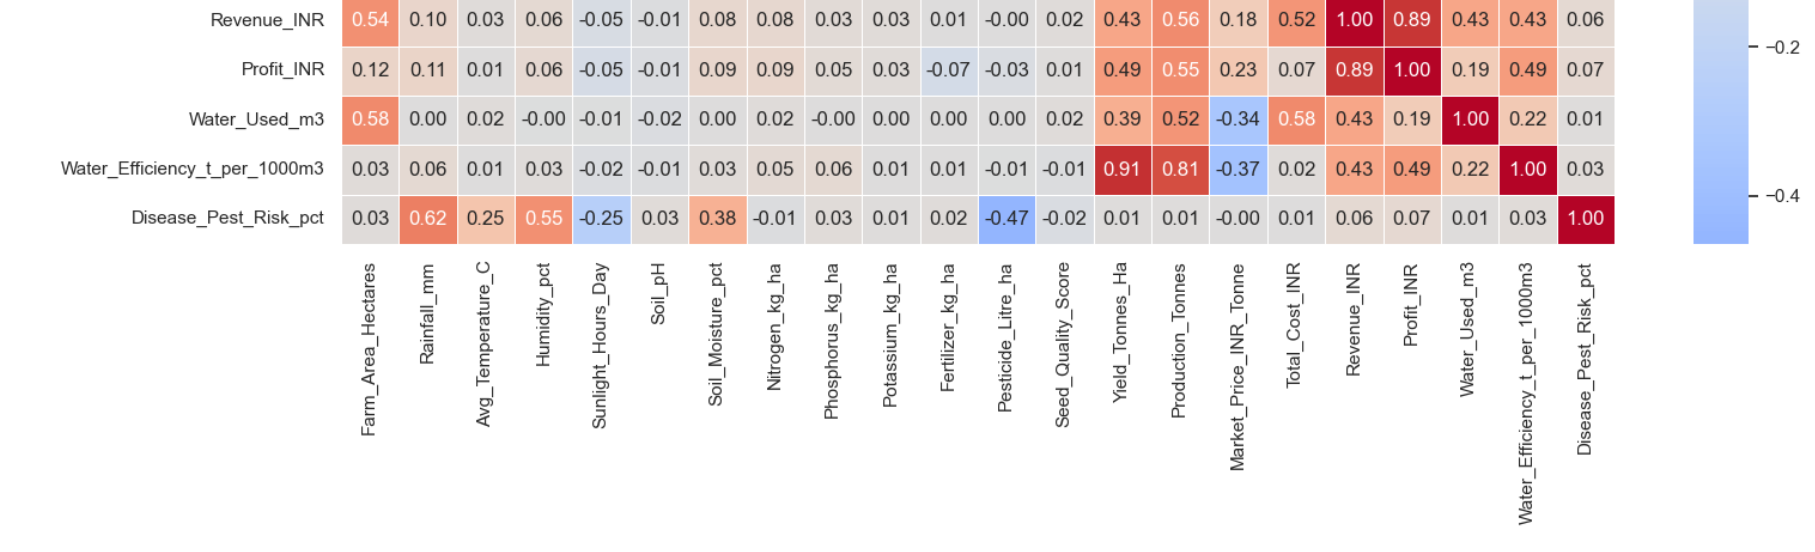 Revenue_INR 0.54 0.10 0.03 0.06 -0.05 -0.01 0.08 0.08 0.03 0.03 0.01 -0.00 0.02 0.43 0.56 0.18 0.52 1.00 0.89 0.43 0.43 0.06
−0.2
Profit_INR 0.12 0.11 0.01 0.06 -0.05 -0.01 0.09 0.09 0.05 0.03 -0.07 -0.03 0.01 0.49 0.55 0.23 0.07 0.89 1.00 0.19 0.49 0.07
Water_Used_m3 0.58 0.00 0.02 -0.00 -0.01 -0.02 0.00 0.02 -0.00 0.00 0.00 0.00 0.02 0.39 0.52 -0.34 0.58 0.43 0.19 1.00 0.22 0.01
Water_Efficiency_t_per_1000m3 0.03 0.06 0.01 0.03 -0.02 -0.01 0.03 0.05 0.06 0.01 0.01 -0.01 -0.01 0.91 0.81 -0.37 0.02 0.43 0.49 0.22 1.00 0.03
−0.4
Disease_Pest_Risk_pct 0.03 0.62 0.25 0.55 -0.25 0.03 0.38 -0.01 0.03 0.01 0.02 -0.47 -0.02 0.01 0.01 -0.00 0.01 0.06 0.07 0.01 0.03 1.00
Farm_Area_Hectares
Rainfall_mm
Avg_Temperature_C
Humidity_pct
Sunlight_Hours_Day
Soil_pH
Soil_Moisture_pct
Nitrogen_kg_ha
Phosphorus_kg_ha
Potassium_kg_ha
Fertilizer_kg_ha
Pesticide_Litre_ha
Seed_Quality_Score
Yield_Tonnes_Ha
Production_Tonnes
Market_Price_INR_Tonne
Total_Cost_INR
Revenue_INR
Profit_INR
Water_Used_m3
Water_Efficiency_t_per_1000m3
Disease_Pest_Risk_pct